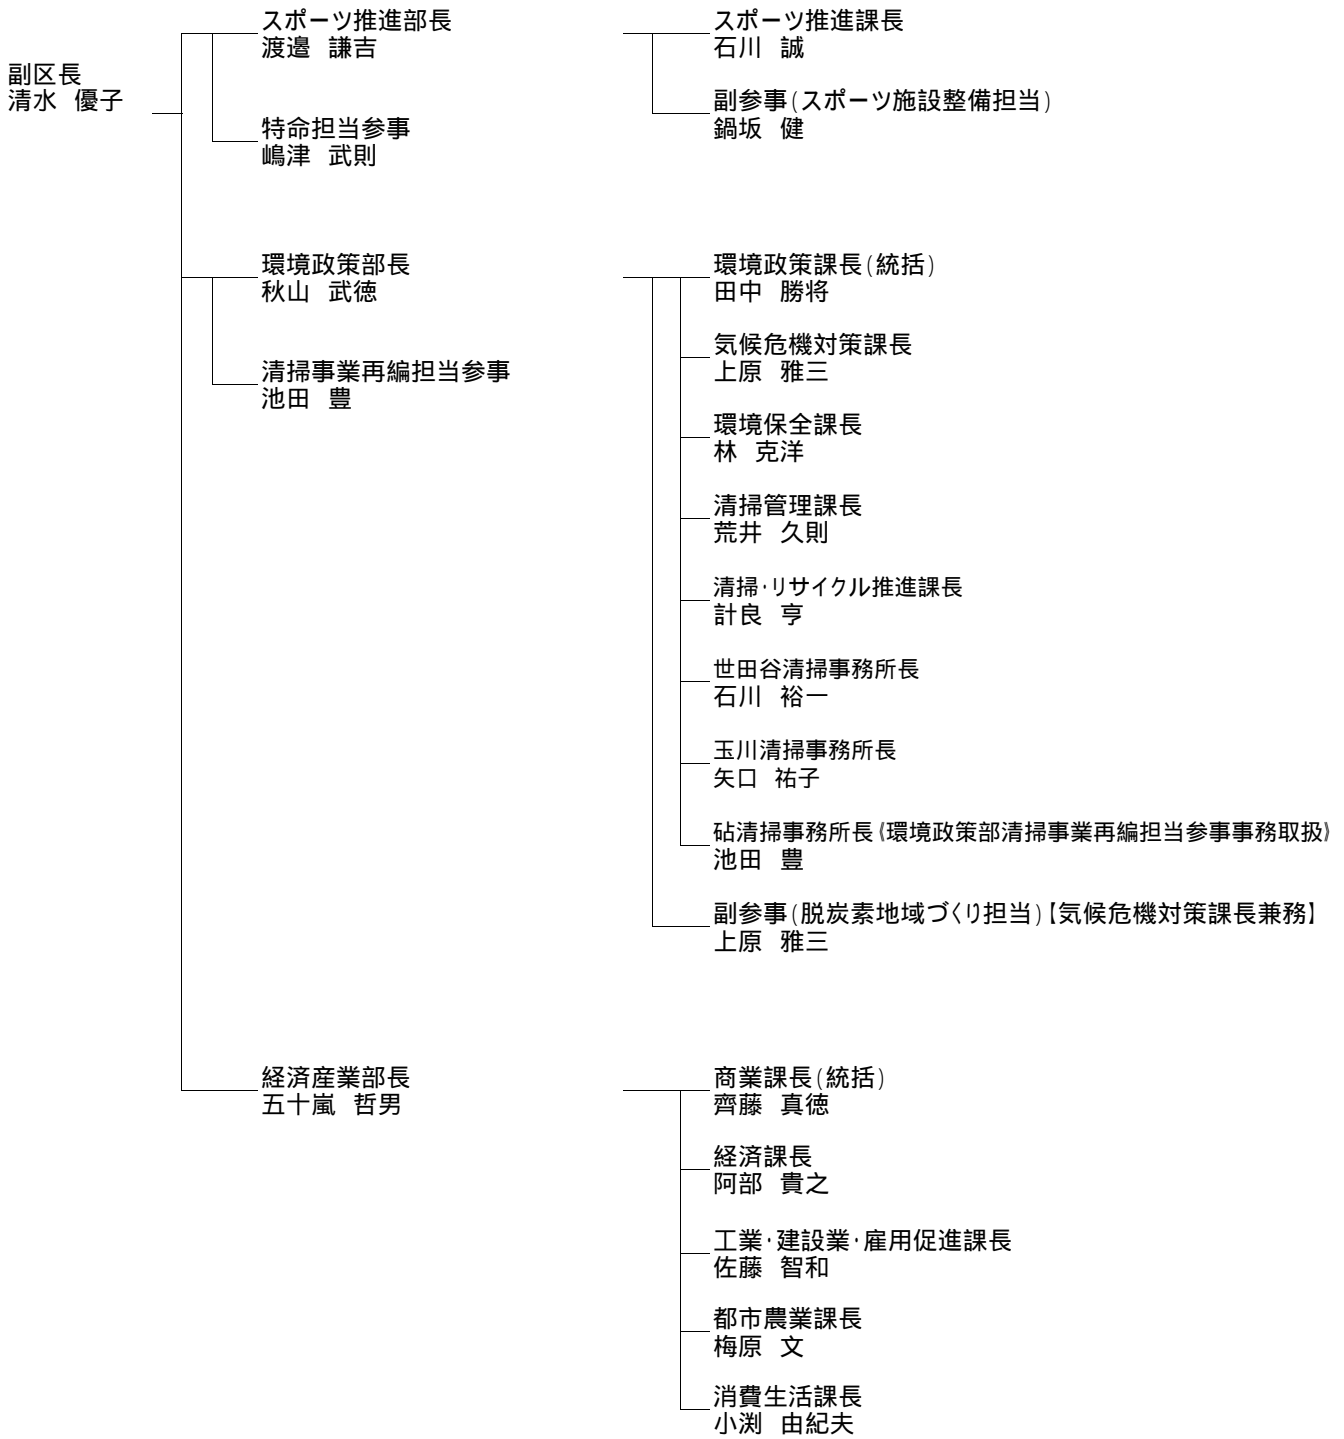 副区長
清水 優子
スポーツ推進部長
渡邉 謙吉
特命担当参事
嶋津 武則
スポーツ推進課長
石川 誠
副参事(スポーツ施設整備担当)
鍋坂 健
環境政策部長
秋山 武徳
清掃事業再編担当参事
池田 豊
環境政策課長(統括)
田中 勝将
気候危機対策課長
上原 雅三
環境保全課長
林 克洋
清掃管理課長
荒井 久則
清掃・リサイクル推進課長
計良 亨
世田谷清掃事務所長
石川 裕一
玉川清掃事務所長
矢口 祐子
砧清掃事務所長《環境政策部清掃事業再編担当参事事務取扱》
池田 豊
副参事(脱炭素地域づくり担当)【気候危機対策課長兼務】
上原 雅三
経済産業部長
五十嵐 哲男
商業課長(統括)
齊藤 真徳
経済課長
阿部 貴之
工業・建設業・雇用促進課長
佐藤 智和
都市農業課長
梅原 文
消費生活課長
小渕 由紀夫